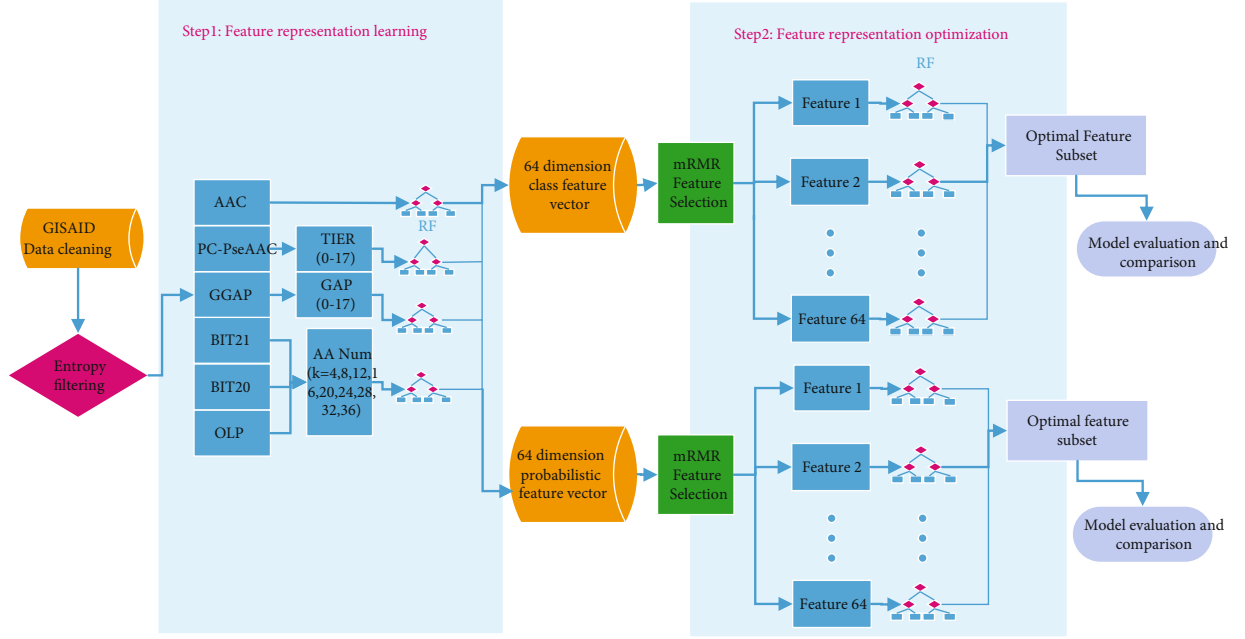 Step1: Feature representation learning
GISAID
Data cleaning
Entropy
filtering
AAC
PC-PseAAC
GGAP
BIT21
BIT20
OLP
TIER
(0-17)
GAP
(0-17)
AA Num
(k=4,8,12,1
6,20,24,28,
32,36)
RF
64 dimension
class feature
vector
64 dimension
probabilistic
feature vector
mRMR
Feature
Selection
mRMR
Feature
Selection
Step2: Feature representation optimization
RF
Feature 1
Feature 2
Feature 64
Feature 1
Feature 2
Feature 64
Optimal Feature
Subset
Model evaluation and
comparison
Optimal feature
subset
Model evaluation and
comparison